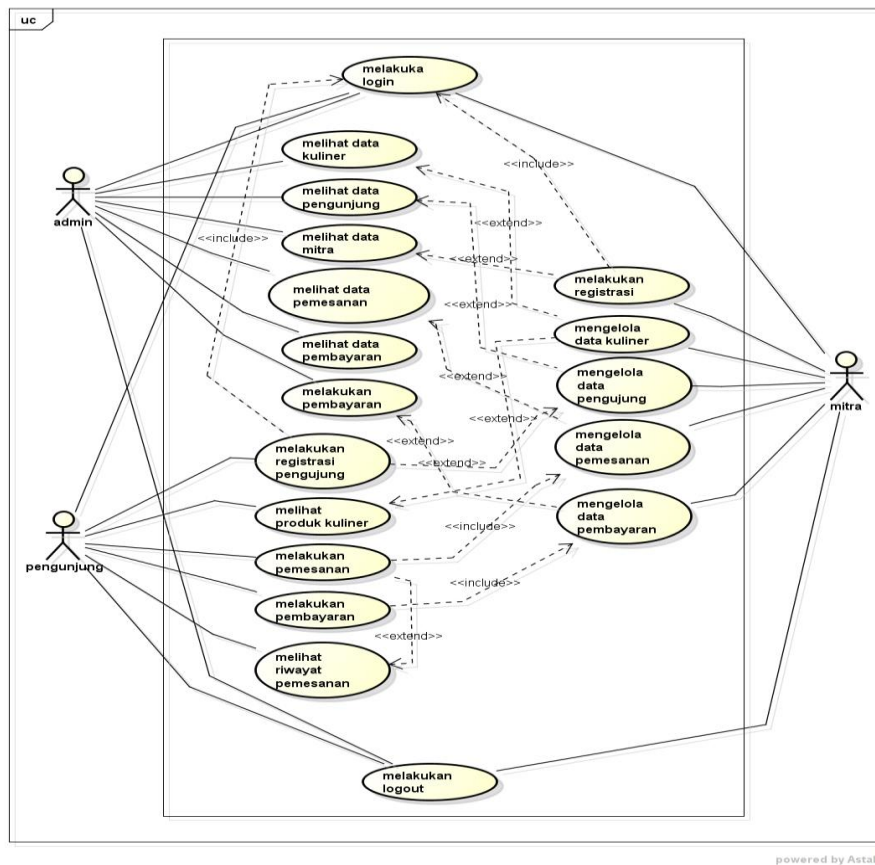 uc
melakuka
login
melihat data
kuliner
<<include>>
melihat data
pengunjung
admin
<<extend>>
<<include>>
melihat data
mitra
<<extend>>
melakukan
registrasi
melihat data
pemesanan
<<extend>>
mengelola
data kuliner
melihat data
pembayaran
mengelola
data
pengujung
<<extend>>
mitra
melakukan
pembayaran
<<extend>>
mengelola
data
pemesanan
<<extend>>
melakukan
registrasi
pengujung
<<extend>>
melihat
produk kuliner
mengelola
data
pembayaran
<<include>>
pengunjung
melakukan
pemesanan
<<include>>
melakukan
pembayaran
<<extend>>
melihat
riwayat
pemesanan
melakukan
logout
powered by Asta